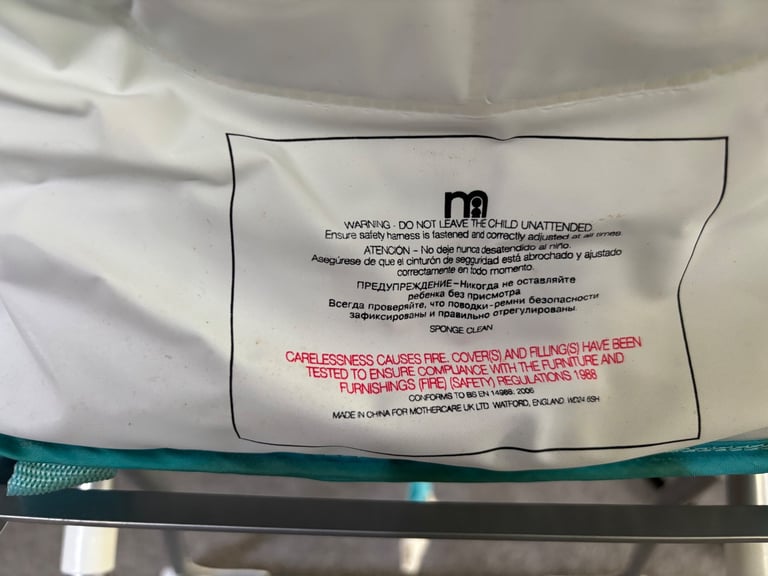 m
WARNING - DO NOT LEAVE THE CHILD UNATTENDED
Ensure safety harness is fastened and correctly adjusted at all times.
ATENCION - No deje nunca desatendido al niño.
Asegúrese de que el cinturón de seguridad está abrochado y ajustado
correctamente en todo momento.
ПРЕДУПРЕЖДЕНИЕ - Никогда не оставляйте
ребенка без присмотра
Всегда проверяйте, что поводки-ремни безопасности
зафиксированы и правильно отрегулированы.
SPONGE CLEAN
CARELESSNESS CAUSES FIRE. COVER(S) AND FILLING(S) HAVE BEEN
TESTED TO ENSURE COMPLIANCE WITH THE FURNITURE AND
FURNISHINGS (FIRE) (SAFETY) REGULATIONS 1988
CONFORMS TO BS EN 14988: 2006
MADE IN CHINA FOR MOTHERCARE UK LTD WATFORD, ENGLAND. WD24 6SH